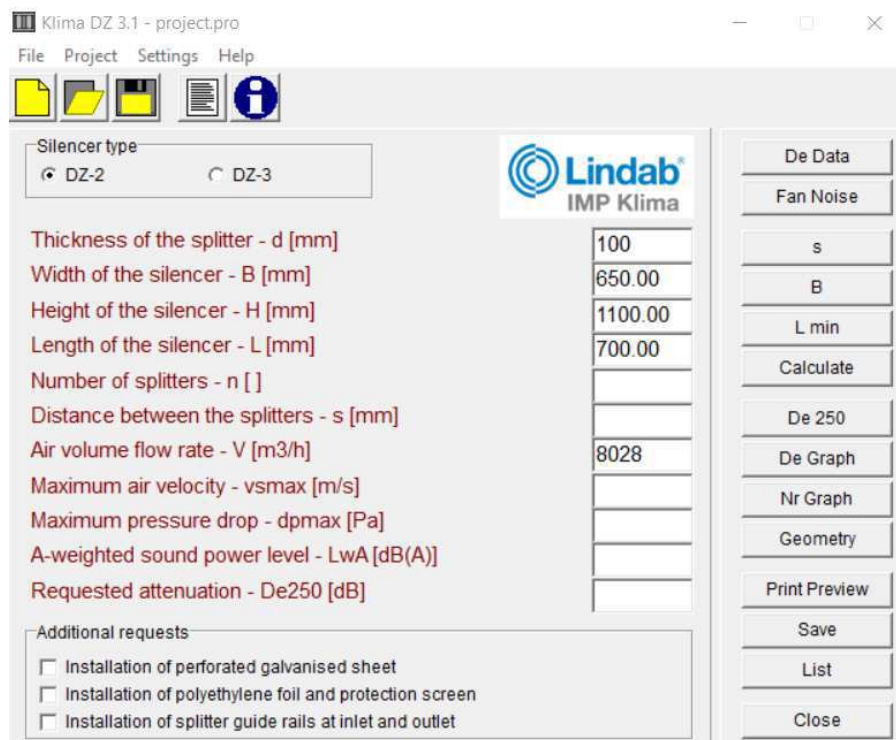 Klima DZ 3.1 - project.pro
File Project Settings Help
Silencer type
DZ-2 DZ-3
Lindab
IMP Klima
Thickness of the splitter - d [mm] 100
Width of the silencer - B [mm] 650.00
Height of the silencer - H [mm] 1100.00
Length of the silencer - L [mm] 700.00
Number of splitters - n [ ]
Distance between the splitters - s [mm]
Air volume flow rate - V [m3/h] 8028
Maximum air velocity - vsmax [m/s]
Maximum pressure drop - dpmax [Pa]
A-weighted sound power level - LwA [dB(A)]
Requested attenuation - De250 [dB]
Additional requests
Installation of perforated galvanised sheet
Installation of polyethylene foil and protection screen
Installation of splitter guide rails at inlet and outlet
De Data
Fan Noise
s
B
L min
Calculate
De 250
De Graph
Nr Graph
Geometry
Print Preview
Save
List
Close